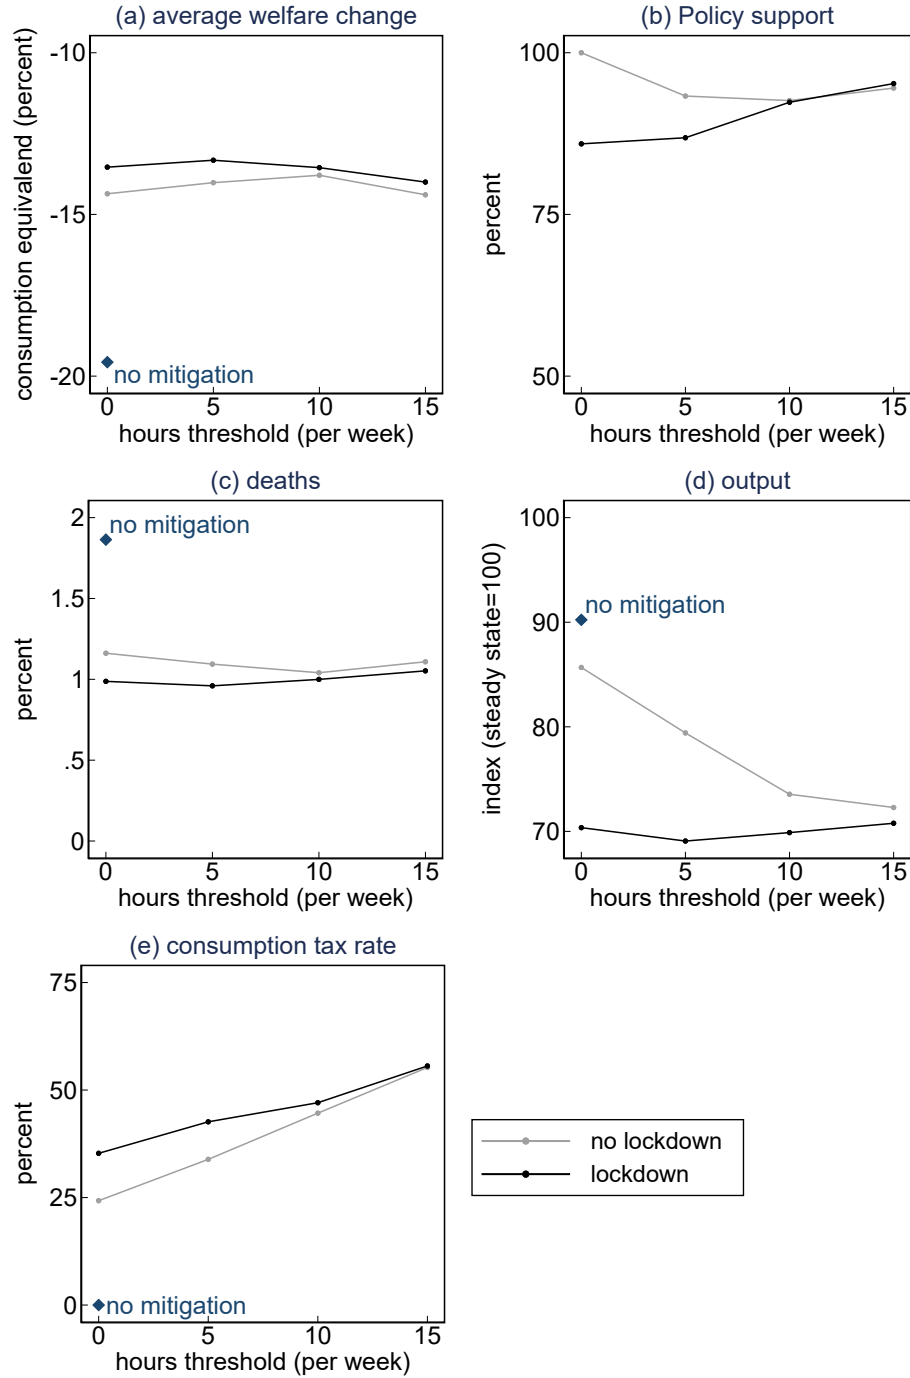 (a) average welfare change
consumption equivalend (percent)
-10
-15
-20
no mitigation
0 5 10 15
hours threshold (per week)
(b) Policy support
percent
100
75
50
0 5 10 15
hours threshold (per week)
(c) deaths
percent
2
1.5
1
.5
0
no mitigation
0 5 10 15
hours threshold (per week)
(d) output
index (steady state=100)
100
90
80
70
no mitigation
0 5 10 15
hours threshold (per week)
(e) consumption tax rate
percent
75
50
25
0
no mitigation
0 5 10 15
hours threshold (per week)
no lockdown
lockdown